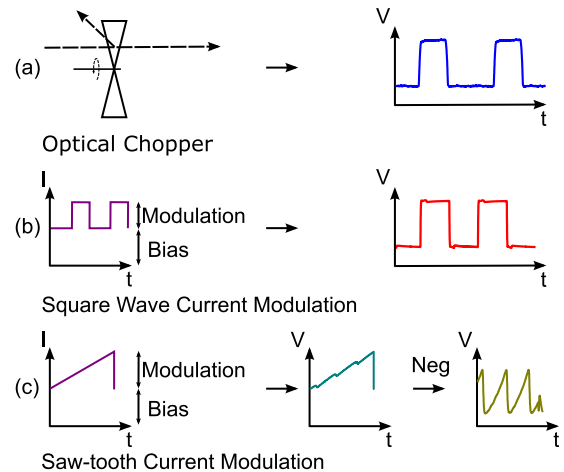 V
(a)
t
Optical Chopper
I
V
(b)
Modulation
Bias
t
t
Square Wave Current Modulation
I
V
V
Neg
(c)
Modulation
Bias
t
t
t
Saw-tooth Current Modulation